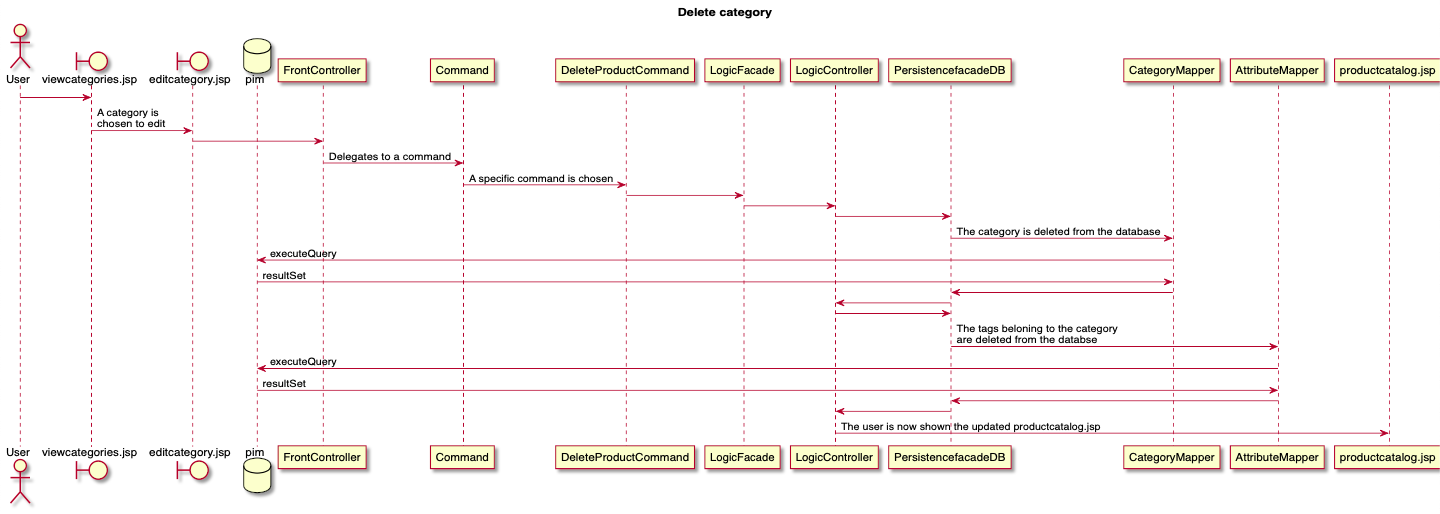 Delete category
User
viewcategories.jsp
editcategory.jsp
pim
FrontController
Command
DeleteProductCommand
LogicFacade
LogicController
PersistencefacadeDB
CategoryMapper
AttributeMapper
productcatalog.jsp
A category is
chosen to edit
Delegates to a command
A specific command is chosen
The category is deleted from the database
executeQuery
resultSet
The tags beloning to the category
are deleted from the databse
executeQuery
resultSet
The user is now shown the updated productcatalog.jsp
User
viewcategories.jsp
editcategory.jsp
pim
FrontController
Command
DeleteProductCommand
LogicFacade
LogicController
PersistencefacadeDB
CategoryMapper
AttributeMapper
productcatalog.jsp